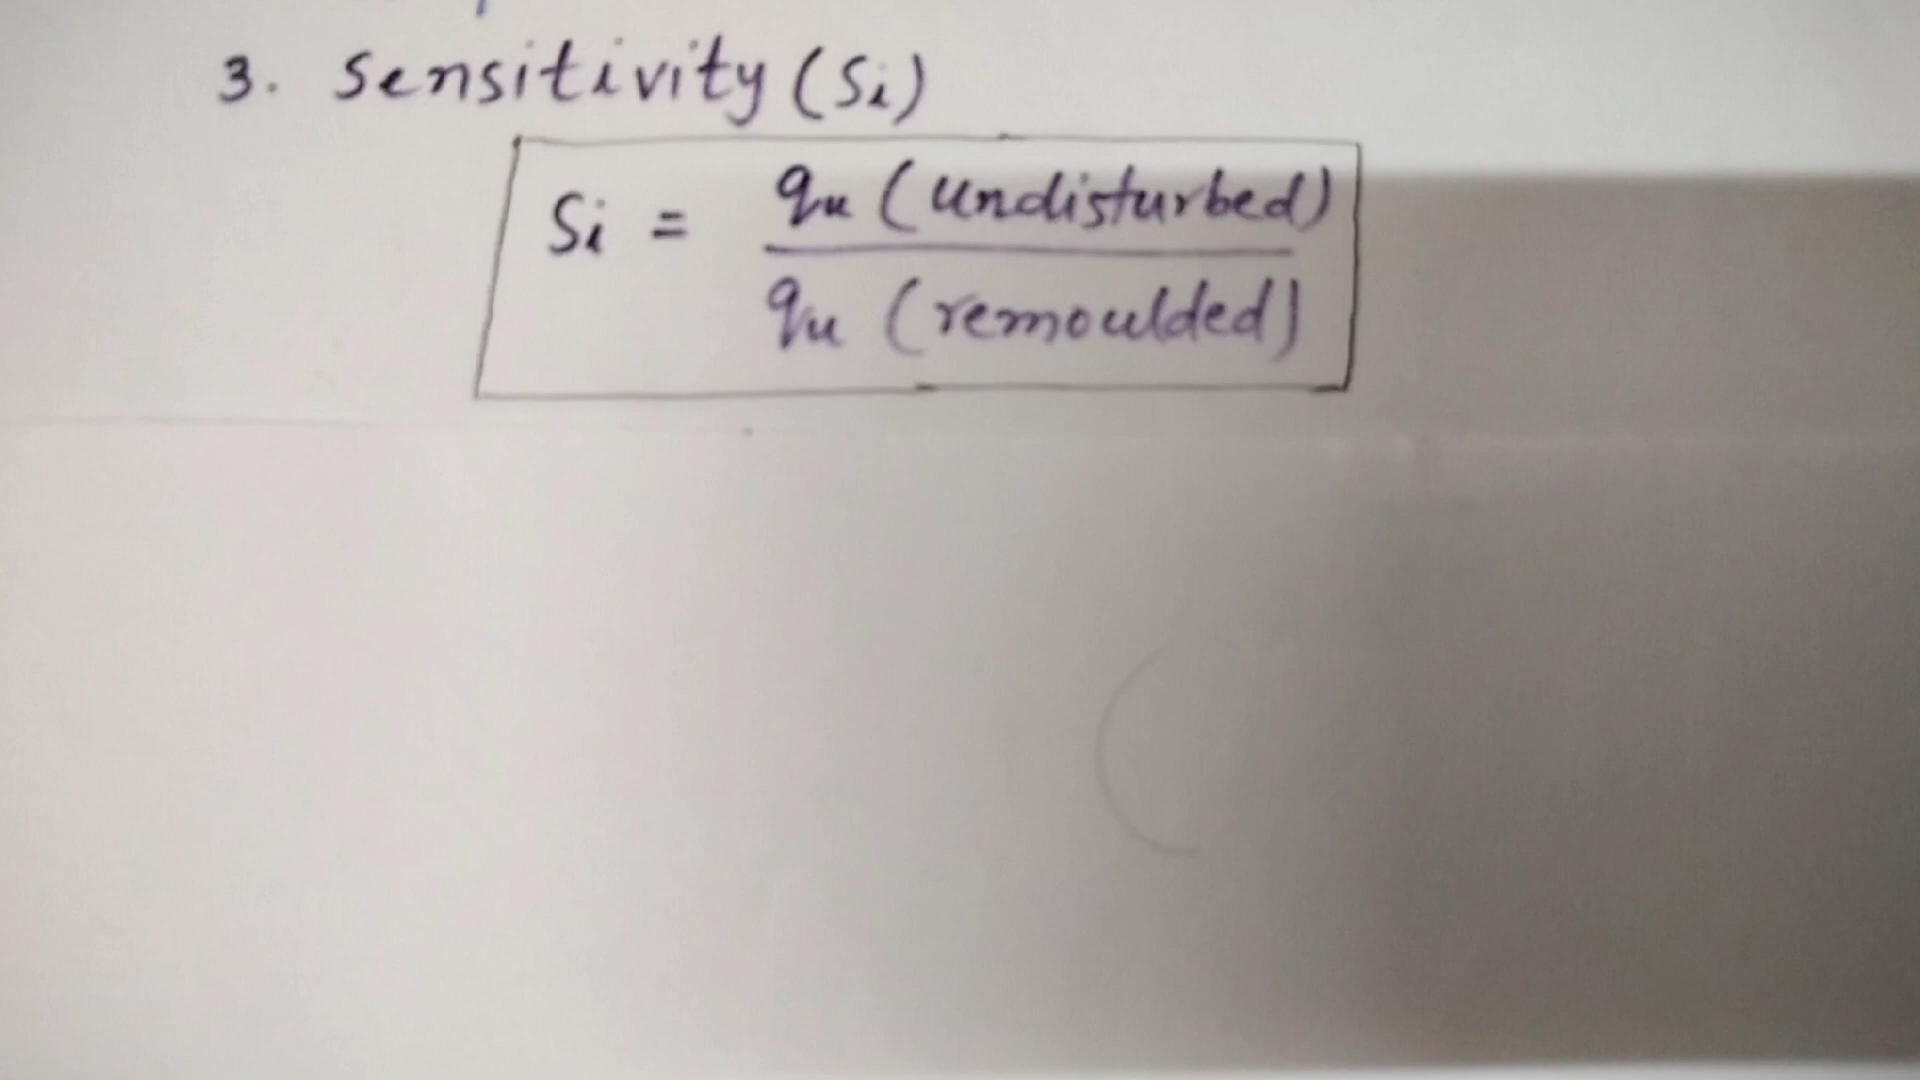 3. Sensitivity (Si)
Si = qu (undisturbed)
qu (remoulded)